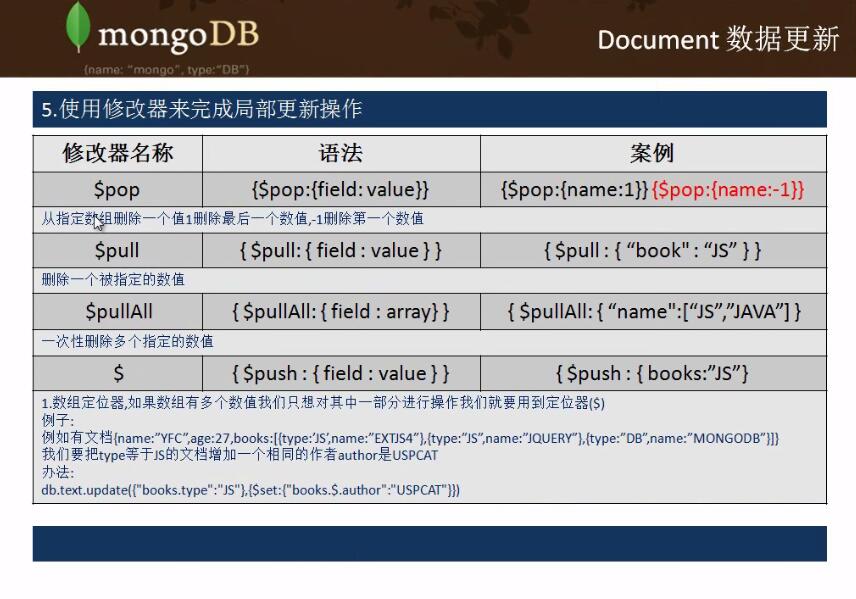 mongoDB
{name: “mongo”, type:“DB”}
Document 数据更新
5.使用修改器来完成局部更新操作
修改器名称 语法 案例
$pop {$pop:{field: value}} {$pop:{name:1}} {$pop:{name:-1}}
从指定数组删除一个值1删除最后一个数值,-1删除第一个数值
$pull { $pull: { field : value } } { $pull : { “book" : “JS” } }
删除一个被指定的数值
$pullAll { $pullAll: { field : array} } { $pullAll: { “name":[“JS”,”JAVA”] }
一次性删除多个指定的数值
$ { $push : { field : value } } { $push : { books:”JS”}
1.数组定位器,如果数组有多个数值我们只想对其中一部分进行操作我们就要用到定位器($)
例子:
例如有文档{name:”YFC”,age:27,books:[{type:’JS’,name:”EXTJS4”},{type:”JS”,name:”JQUERY”},{type:”DB”,name:”MONGODB”}]}
我们要把type等于JS的文档增加一个相同的作者author是USPCAT
办法:
db.text.update({"books.type":"JS"},{$set:{"books.$.author":"USPCAT"}})